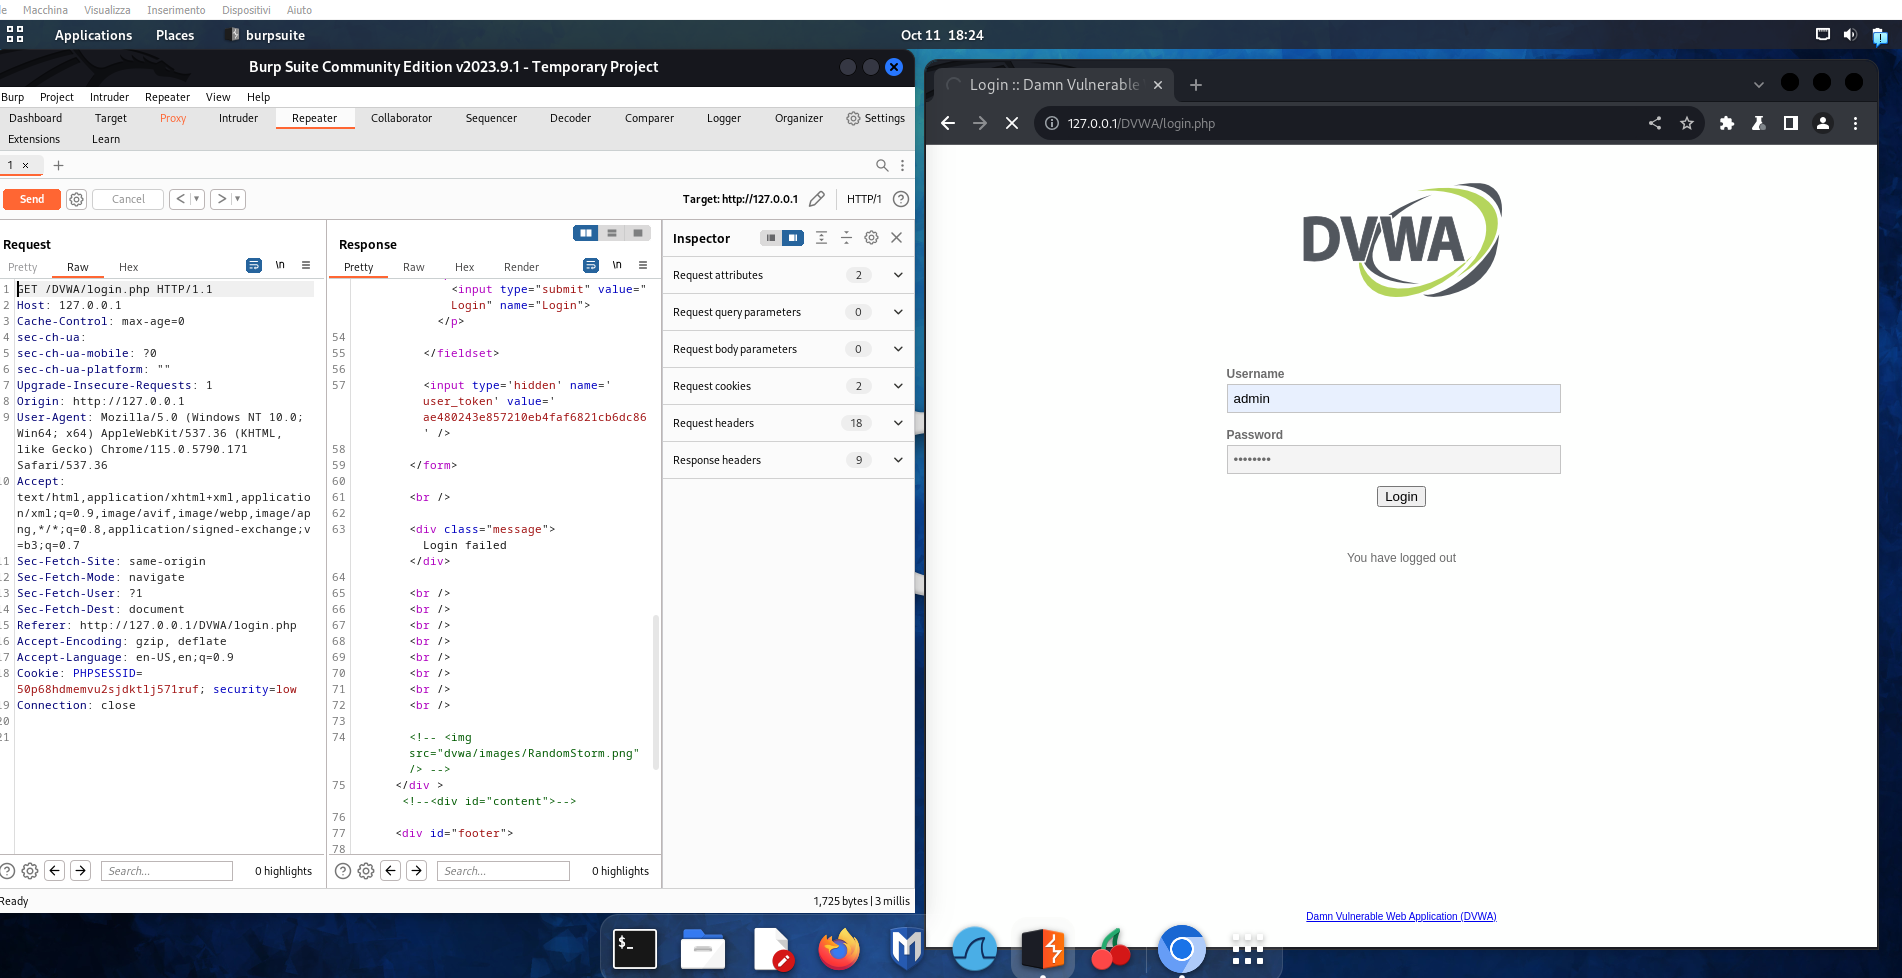 Macchina Visualizza Inserimento Dispositivi Aiuto
Applications Places burpsuite Oct 11 18:24
Burp Suite Community Edition v2023.9.1 - Temporary Project
Burp Project Intruder Repeater View Help
Dashboard Target Proxy Intruder Repeater Collaborator Sequencer Decoder Comparer Logger Organizer Settings
Extensions Learn
1 × +
Send Cancel < > Target: http://127.0.0.1 HTTP/1 ?
Request
Pretty Raw Hex \n
1 GET /DVWA/login.php HTTP/1.1
2 Host: 127.0.0.1
3 Cache-Control: max-age=0
4 sec-ch-ua:
5 sec-ch-ua-mobile: ?0
6 sec-ch-ua-platform: ""
7 Upgrade-Insecure-Requests: 1
8 Origin: http://127.0.0.1
9 User-Agent: Mozilla/5.0 (Windows NT 10.0;
Win64; x64) AppleWebKit/537.36 (KHTML,
like Gecko) Chrome/115.0.5790.171
Safari/537.36
0 Accept:
text/html,application/xhtml+xml,applicatio
n/xml;q=0.9,image/avif,image/webp,image/ap
ng,*/*;q=0.8,application/signed-exchange;v
=b3;q=0.7
1 Sec-Fetch-Site: same-origin
2 Sec-Fetch-Mode: navigate
3 Sec-Fetch-User: ?1
4 Sec-Fetch-Dest: document
5 Referer: http://127.0.0.1/DVWA/login.php
6 Accept-Encoding: gzip, deflate
7 Accept-Language: en-US,en;q=0.9
8 Cookie: PHPSESSID=
50p68hdmemvu2sjdktlj571ruf; security=low
9 Connection: close
20
21
Search... 0 highlights
Ready
Response
Pretty Raw Hex Render \n
<input type="submit" value="
Login" name="Login">
</p>
54
55 </fieldset>
56
57 <input type='hidden' name='
user_token' value='
ae480243e857210eb4faf6821cb6dc86
' />
58
59 </form>
60
61 <br />
62
63 <div class="message">
Login failed
</div>
64
65 <br />
66 <br />
67 <br />
68 <br />
69 <br />
70 <br />
71 <br />
72 <br />
73
74 <!-- <img
src="dvwa/images/RandomStorm.png"
/> -->
75 </div >
<!--<div id="content">-->
76
77 <div id="footer">
78
Search... 0 highlights
1,725 bytes | 3 millis
Inspector
Request attributes 2
Request query parameters 0
Request body parameters 0
Request cookies 2
Request headers 18
Response headers 9
Login :: Damn Vulnerable × +
127.0.0.1/DVWA/login.php
DVWA
Username
admin
Password
••••••••
Login
You have logged out
Damn Vulnerable Web Application (DVWA)
$_